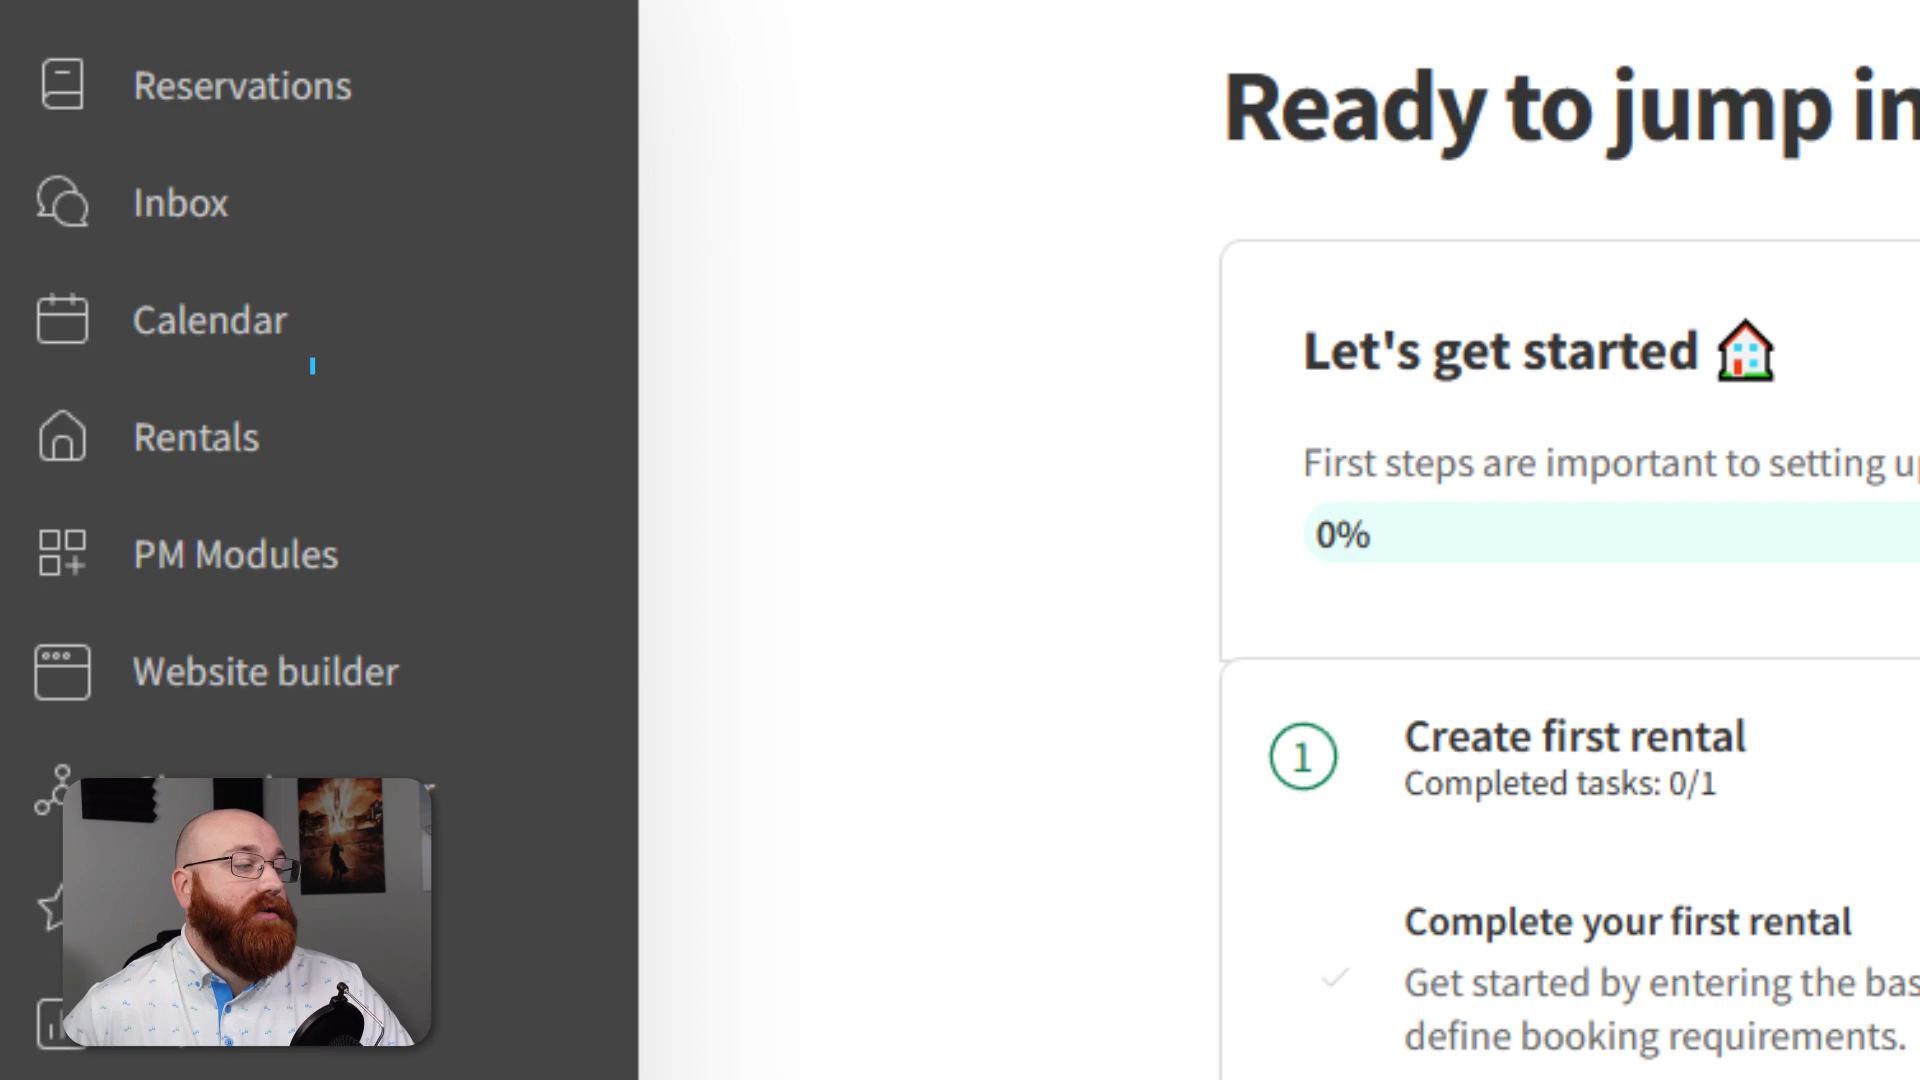 Reservations
Inbox
Calendar
Rentals
PM Modules
Website builder
Ready to jump in
Let's get started
First steps are important to setting up
0%
1
Create first rental
Completed tasks: 0/1
Complete your first rental
Get started by entering the bas
define booking requirements.